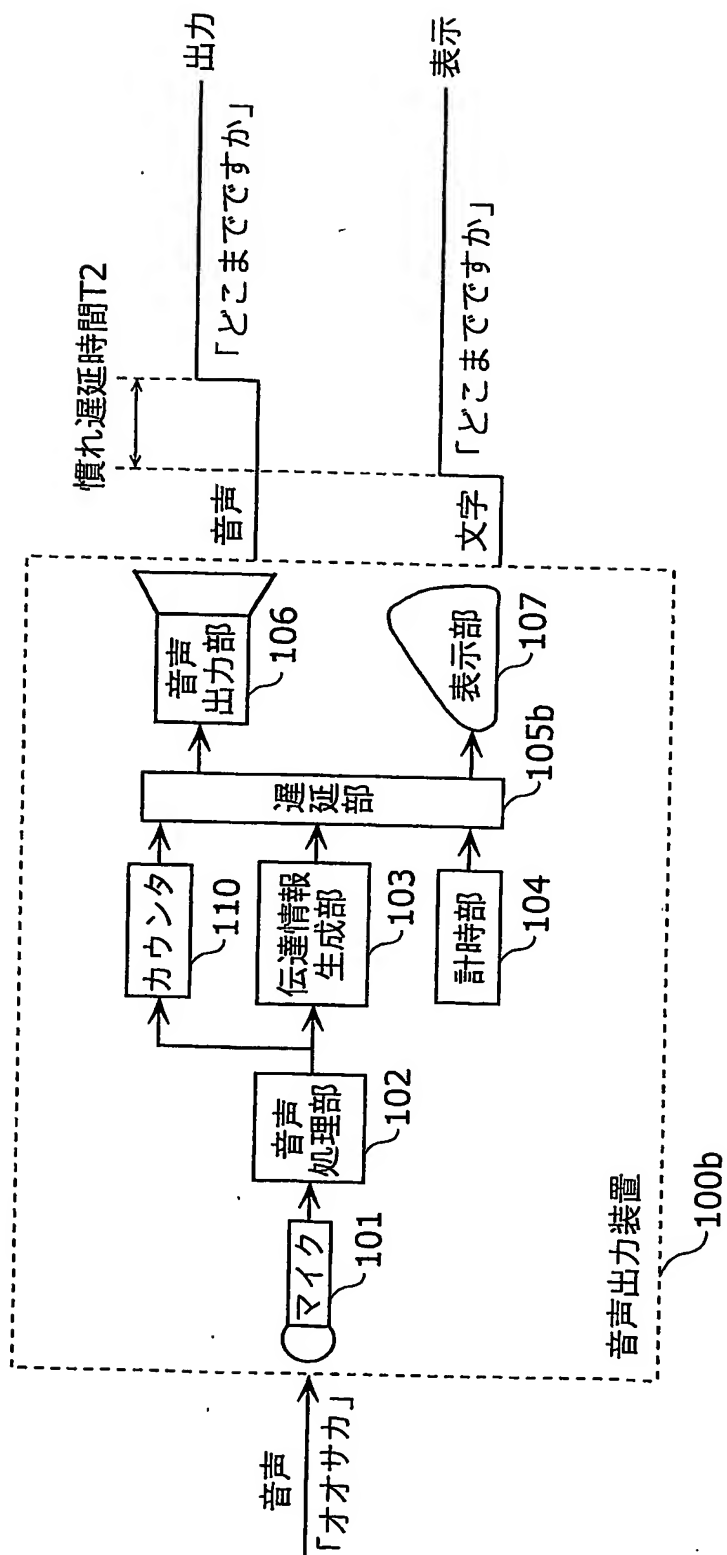 音声
「オオサカ」
マイク
101
音声
処理部
102
カウンタ
110
伝達情報
生成部
103
計時部
104
遅延部
105b
音声
出力部
106
表示部
107
音声出力装置
100b
慣れ遅延時間T2
音声
「どこまでですか」
出力
文字
「どこまでですか」
表示